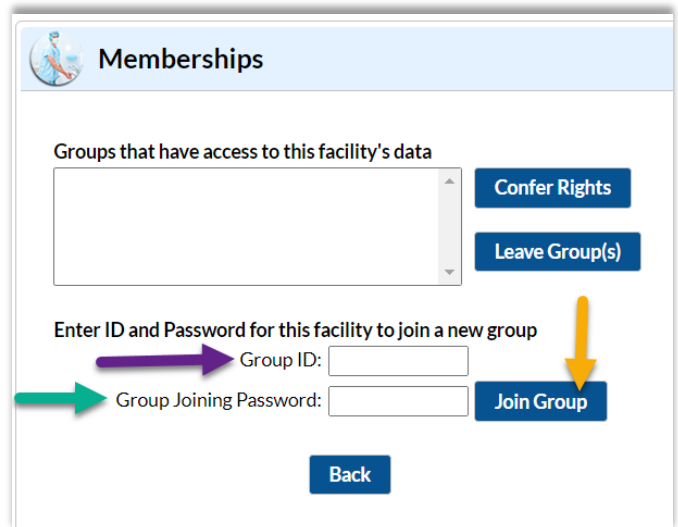 Memberships
Groups that have access to this facility's data
Confer Rights
Leave Group(s)
Enter ID and Password for this facility to join a new group
Group ID:
Group Joining Password:
Join Group
Back